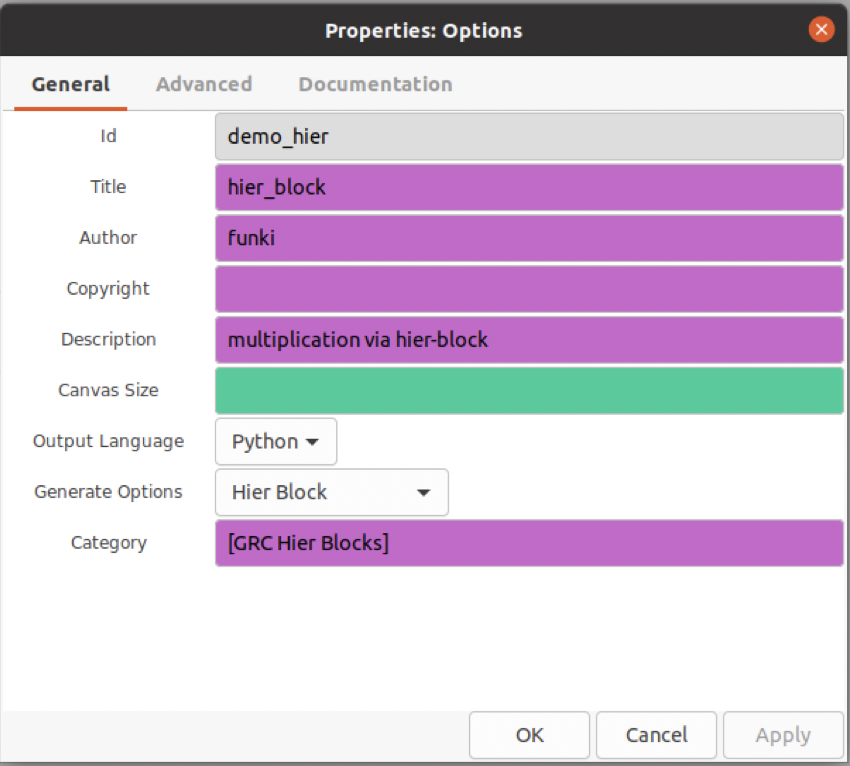 Properties: Options
General Advanced Documentation
Id demo_hier
Title hier_block
Author funki
Copyright
Description multiplication via hier-block
Canvas Size
Output Language Python
Generate Options Hier Block
Category [GRC Hier Blocks]
OK Cancel Apply